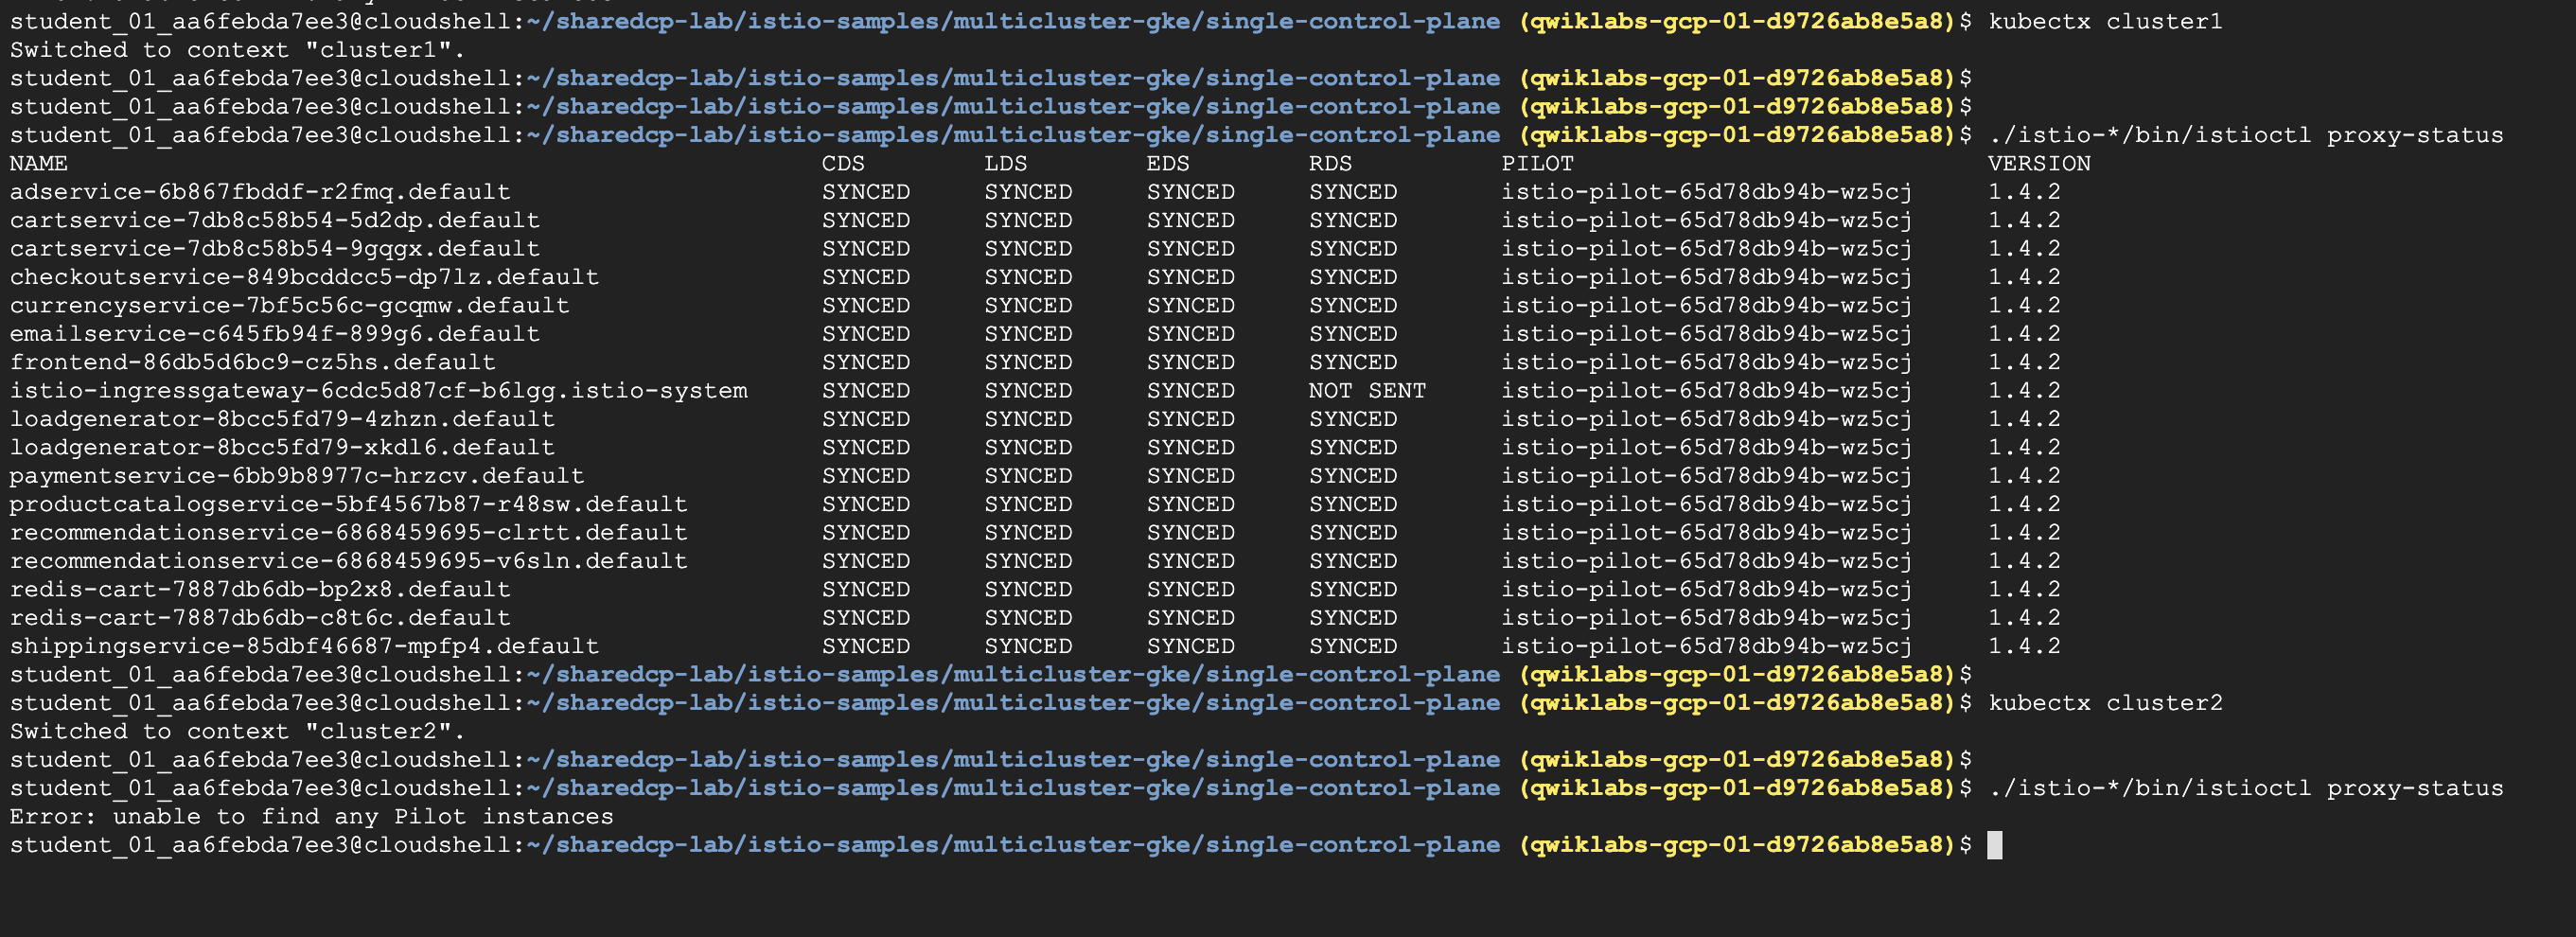 student_01_aa6febda7ee3@cloudshell:~/sharedcp-lab/istio-samples/multicluster-gke/single-control-plane (qwiklabs-gcp-01-d9726ab8e5a8)$ kubectx cluster1
Switched to context "cluster1".
student_01_aa6febda7ee3@cloudshell:~/sharedcp-lab/istio-samples/multicluster-gke/single-control-plane (qwiklabs-gcp-01-d9726ab8e5a8)$
student_01_aa6febda7ee3@cloudshell:~/sharedcp-lab/istio-samples/multicluster-gke/single-control-plane (qwiklabs-gcp-01-d9726ab8e5a8)$
student_01_aa6febda7ee3@cloudshell:~/sharedcp-lab/istio-samples/multicluster-gke/single-control-plane (qwiklabs-gcp-01-d9726ab8e5a8)$ ./istio-*/bin/istioctl proxy-status
NAME CDS LDS EDS RDS PILOT VERSION
adservice-6b867fbddf-r2fmq.default SYNCED SYNCED SYNCED SYNCED istio-pilot-65d78db94b-wz5cj 1.4.2
cartservice-7db8c58b54-5d2dp.default SYNCED SYNCED SYNCED SYNCED istio-pilot-65d78db94b-wz5cj 1.4.2
cartservice-7db8c58b54-9gqgx.default SYNCED SYNCED SYNCED SYNCED istio-pilot-65d78db94b-wz5cj 1.4.2
checkoutservice-849bcddcc5-dp7lz.default SYNCED SYNCED SYNCED SYNCED istio-pilot-65d78db94b-wz5cj 1.4.2
currencyservice-7bf5c56c-gcqmw.default SYNCED SYNCED SYNCED SYNCED istio-pilot-65d78db94b-wz5cj 1.4.2
emailservice-c645fb94f-899g6.default SYNCED SYNCED SYNCED SYNCED istio-pilot-65d78db94b-wz5cj 1.4.2
frontend-86db5d6bc9-cz5hs.default SYNCED SYNCED SYNCED SYNCED istio-pilot-65d78db94b-wz5cj 1.4.2
istio-ingressgateway-6cdc5d87cf-b6lgg.istio-system SYNCED SYNCED SYNCED NOT SENT istio-pilot-65d78db94b-wz5cj 1.4.2
loadgenerator-8bcc5fd79-4zhzn.default SYNCED SYNCED SYNCED SYNCED istio-pilot-65d78db94b-wz5cj 1.4.2
loadgenerator-8bcc5fd79-xkdl6.default SYNCED SYNCED SYNCED SYNCED istio-pilot-65d78db94b-wz5cj 1.4.2
paymentservice-6bb9b8977c-hrzcv.default SYNCED SYNCED SYNCED SYNCED istio-pilot-65d78db94b-wz5cj 1.4.2
productcatalogservice-5bf4567b87-r48sw.default SYNCED SYNCED SYNCED SYNCED istio-pilot-65d78db94b-wz5cj 1.4.2
recommendationservice-6868459695-clrtt.default SYNCED SYNCED SYNCED SYNCED istio-pilot-65d78db94b-wz5cj 1.4.2
recommendationservice-6868459695-v6sln.default SYNCED SYNCED SYNCED SYNCED istio-pilot-65d78db94b-wz5cj 1.4.2
redis-cart-7887db6db-bp2x8.default SYNCED SYNCED SYNCED SYNCED istio-pilot-65d78db94b-wz5cj 1.4.2
redis-cart-7887db6db-c8t6c.default SYNCED SYNCED SYNCED SYNCED istio-pilot-65d78db94b-wz5cj 1.4.2
shippingservice-85dbf46687-mpfp4.default SYNCED SYNCED SYNCED SYNCED istio-pilot-65d78db94b-wz5cj 1.4.2
student_01_aa6febda7ee3@cloudshell:~/sharedcp-lab/istio-samples/multicluster-gke/single-control-plane (qwiklabs-gcp-01-d9726ab8e5a8)$
student_01_aa6febda7ee3@cloudshell:~/sharedcp-lab/istio-samples/multicluster-gke/single-control-plane (qwiklabs-gcp-01-d9726ab8e5a8)$ kubectx cluster2
Switched to context "cluster2".
student_01_aa6febda7ee3@cloudshell:~/sharedcp-lab/istio-samples/multicluster-gke/single-control-plane (qwiklabs-gcp-01-d9726ab8e5a8)$
student_01_aa6febda7ee3@cloudshell:~/sharedcp-lab/istio-samples/multicluster-gke/single-control-plane (qwiklabs-gcp-01-d9726ab8e5a8)$ ./istio-*/bin/istioctl proxy-status
Error: unable to find any Pilot instances
student_01_aa6febda7ee3@cloudshell:~/sharedcp-lab/istio-samples/multicluster-gke/single-control-plane (qwiklabs-gcp-01-d9726ab8e5a8)$